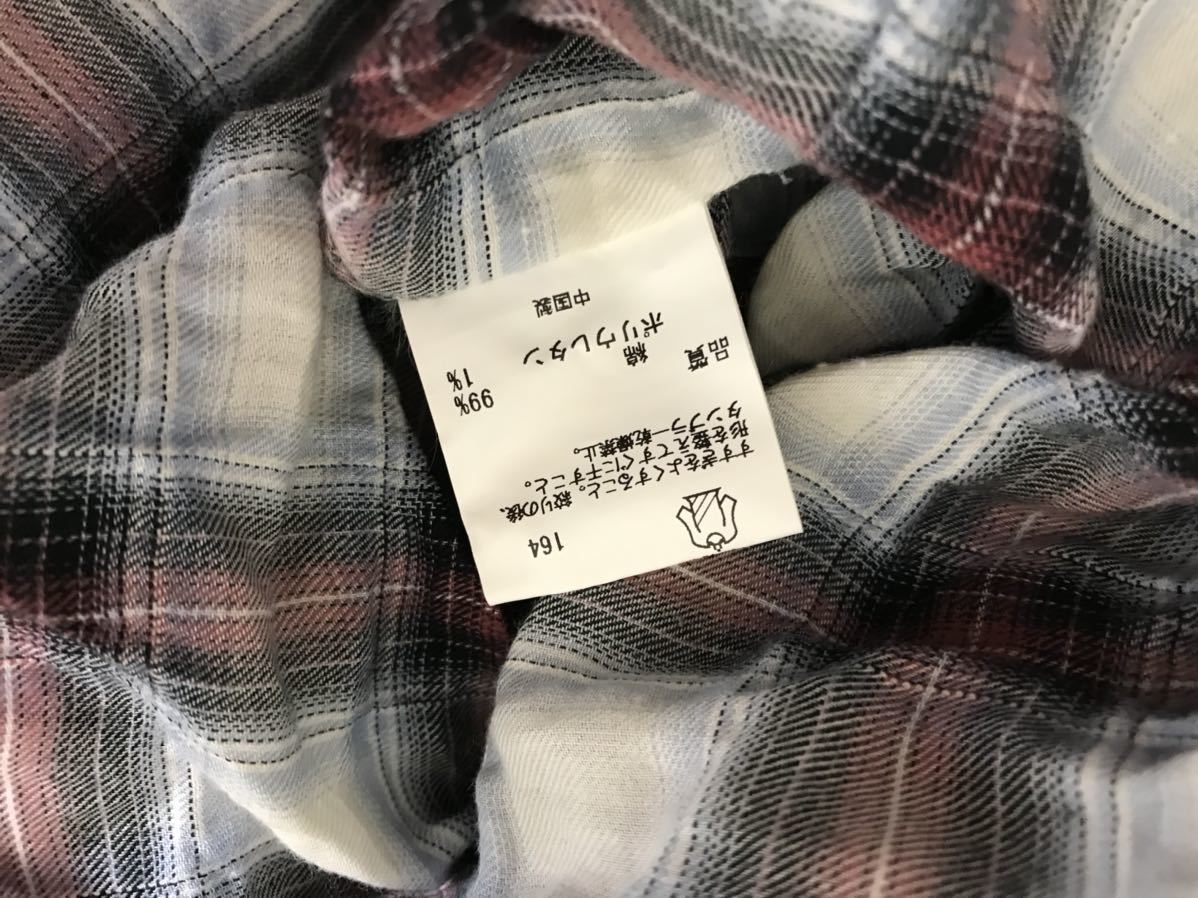 164
すすぎをよくすること。絞りの後、
形を整えてすぐに干すこと。
タンブラー乾燥禁止。
品質
綿 99%
ポリウレタン 1%
中国製